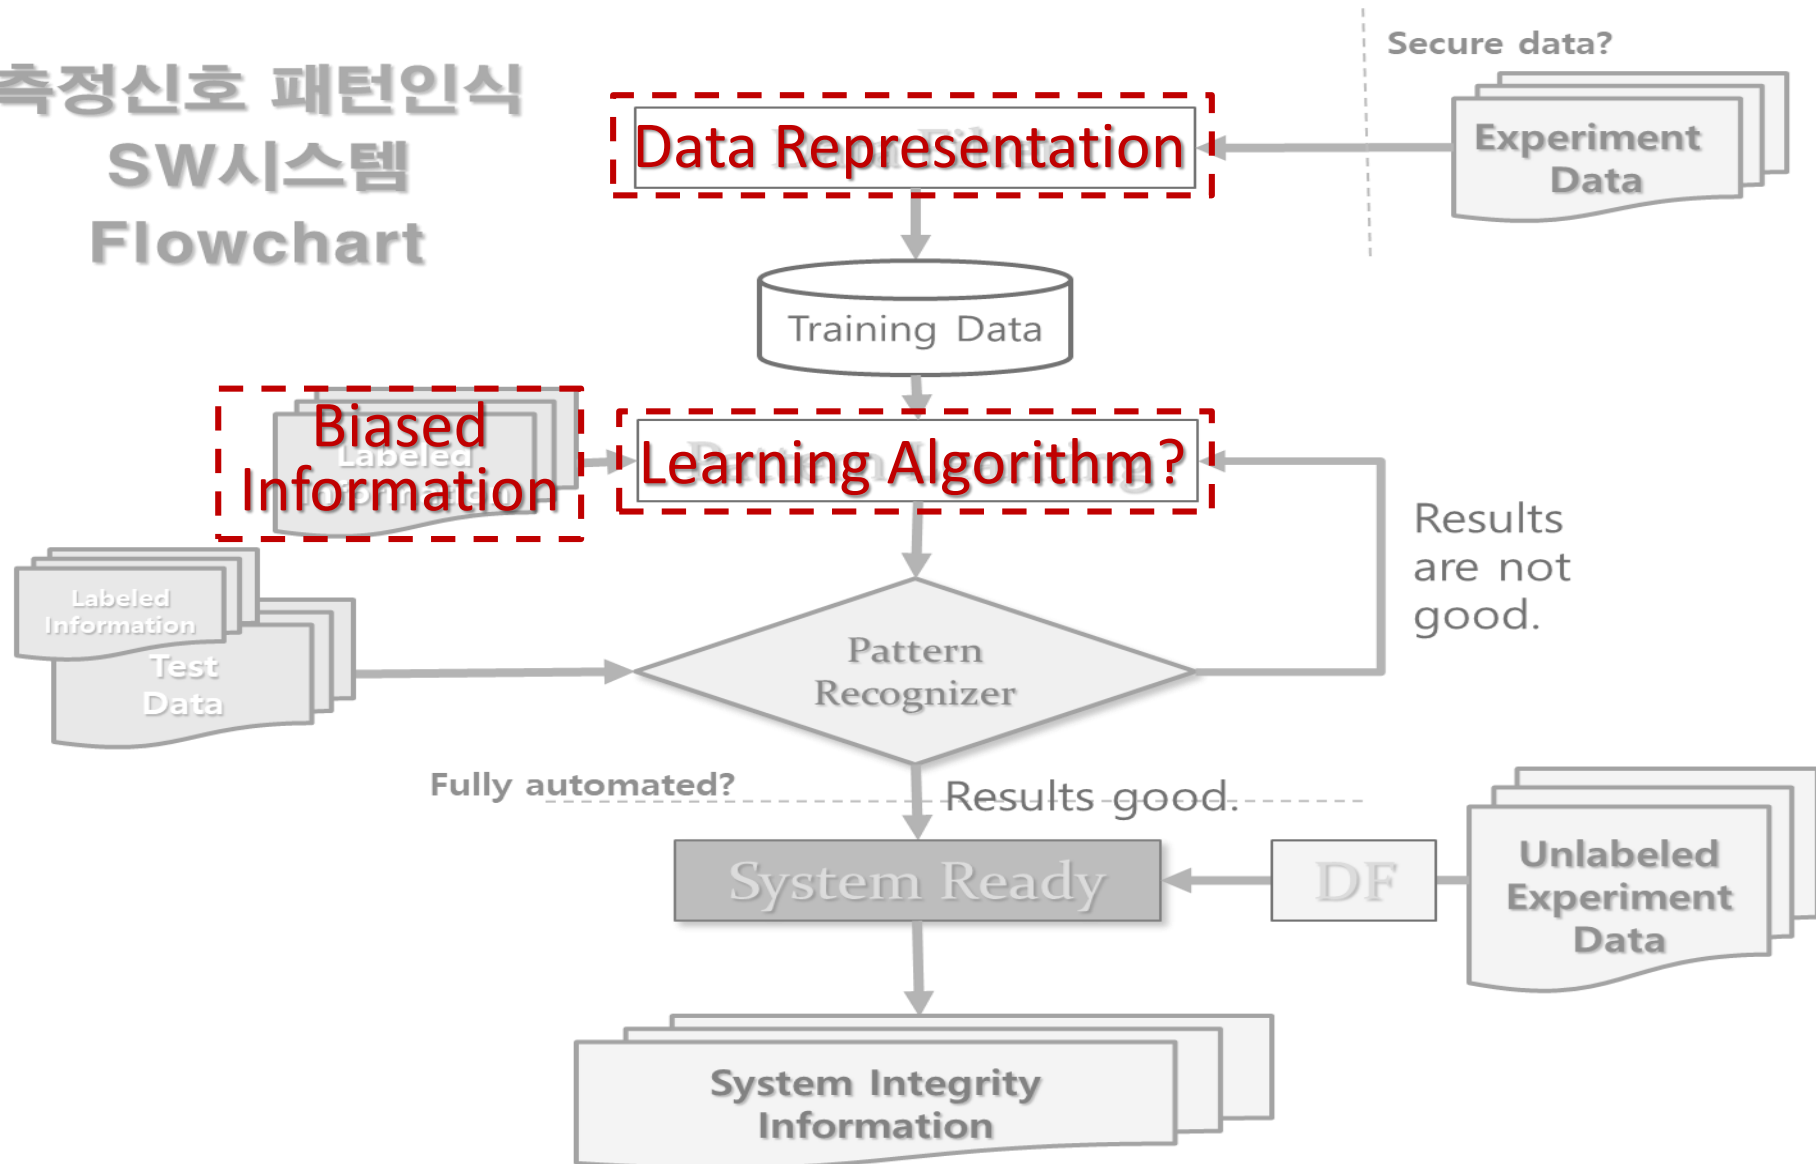 측정신호 패턴인식
SW시스템
Flowchart
Secure data?
Experiment
Data
Data Representation
Training Data
Biased
Information
Labeled
Learning Algorithm?
Results
are not
good.
Labeled
Information
Test
Data
Pattern
Recognizer
Fully automated?
Results good.
System Ready
DF
Unlabeled
Experiment
Data
System Integrity
Information